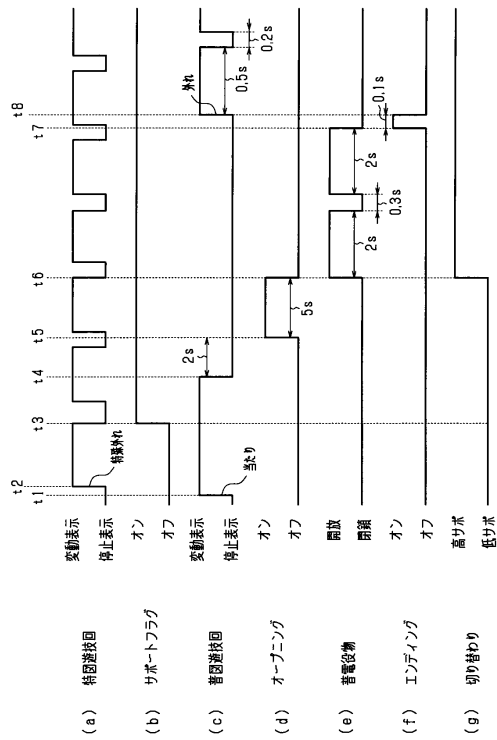 t1
t2
t3
t4
t5
t6
t7
t8
(a) 特図遊技回
変動表示
停止表示
特殊外れ
(b) サポートフラグ
オン
オフ
(c) 普図遊技回
変動表示
停止表示
当たり
2s
外れ
0.5s
0.2s
(d) オープニング
オン
オフ
5s
(e) 普電役物
開放
閉鎖
2s
0.3s
2s
(f) エンディング
オン
オフ
0.1s
(g) 切り替わり
高サポ
低サポ